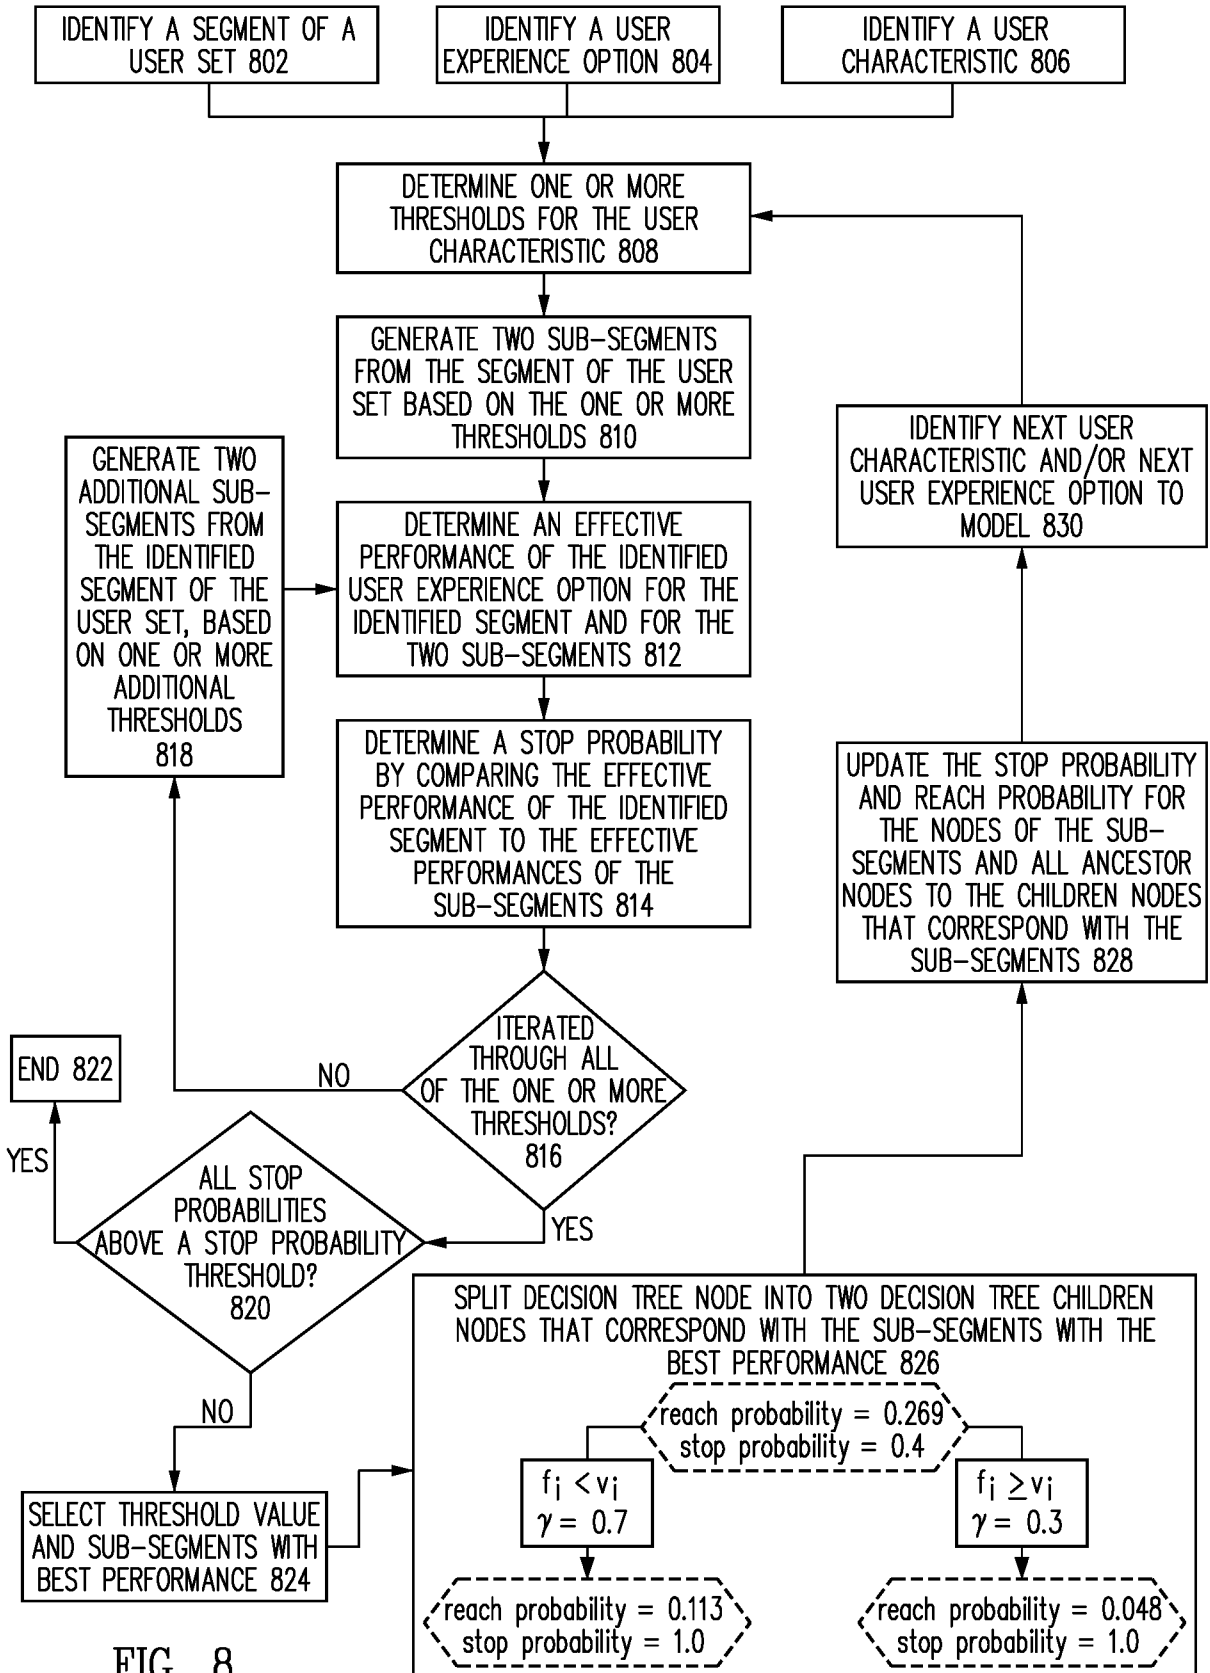 IDENTIFY A SEGMENT OF A
USER SET 802
IDENTIFY A USER
EXPERIENCE OPTION 804
IDENTIFY A USER
CHARACTERISTIC 806
DETERMINE ONE OR MORE
THRESHOLDS FOR THE USER
CHARACTERISTIC 808
GENERATE TWO SUB-SEGMENTS
FROM THE SEGMENT OF THE USER
SET BASED ON THE ONE OR MORE
THRESHOLDS 810
IDENTIFY NEXT USER
CHARACTERISTIC AND/OR NEXT
USER EXPERIENCE OPTION TO
MODEL 830
GENERATE TWO
ADDITIONAL SUB-
SEGMENTS FROM
THE IDENTIFIED
SEGMENT OF THE
USER SET, BASED
ON ONE OR MORE
ADDITIONAL
THRESHOLDS
818
DETERMINE AN EFFECTIVE
PERFORMANCE OF THE IDENTIFIED
USER EXPERIENCE OPTION FOR THE
IDENTIFIED SEGMENT AND FOR THE
TWO SUB-SEGMENTS 812
DETERMINE A STOP PROBABILITY
BY COMPARING THE EFFECTIVE
PERFORMANCE OF THE IDENTIFIED
SEGMENT TO THE EFFECTIVE
PERFORMANCES OF THE
SUB-SEGMENTS 814
UPDATE THE STOP PROBABILITY
AND REACH PROBABILITY FOR
THE NODES OF THE SUB-
SEGMENTS AND ALL ANCESTOR
NODES TO THE CHILDREN NODES
THAT CORRESPOND WITH THE
SUB-SEGMENTS 828
ITERATED
THROUGH ALL
OF THE ONE OR MORE
THRESHOLDS?
816
NO
YES
END 822
YES
ALL STOP
PROBABILITIES
ABOVE A STOP PROBABILITY
THRESHOLD?
820
NO
SELECT THRESHOLD VALUE
AND SUB-SEGMENTS WITH
BEST PERFORMANCE 824
SPLIT DECISION TREE NODE INTO TWO DECISION TREE CHILDREN
NODES THAT CORRESPOND WITH THE SUB-SEGMENTS WITH THE
BEST PERFORMANCE 826
reach probability = 0.269
stop probability = 0.4
fi < vi
γ = 0.7
fi ≥ vi
γ = 0.3
reach probability = 0.113
stop probability = 1.0
reach probability = 0.048
stop probability = 1.0
FIG. 8